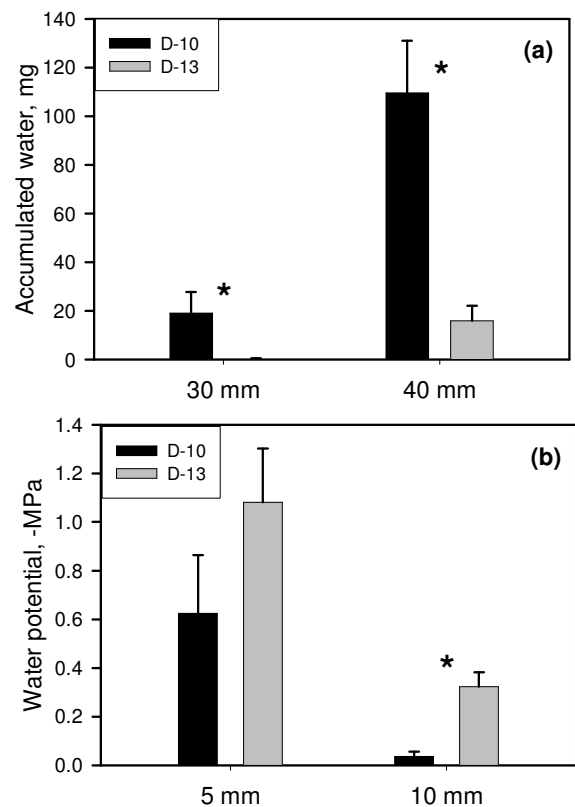 140
120
100
80
60
40
20
0
Accumulated water, mg
D-10
D-13
(a)
*
*
30 mm
40 mm
1.4
1.2
1.0
0.8
0.6
0.4
0.2
0.0
Water potential, -MPa
D-10
D-13
(b)
*
5 mm
10 mm